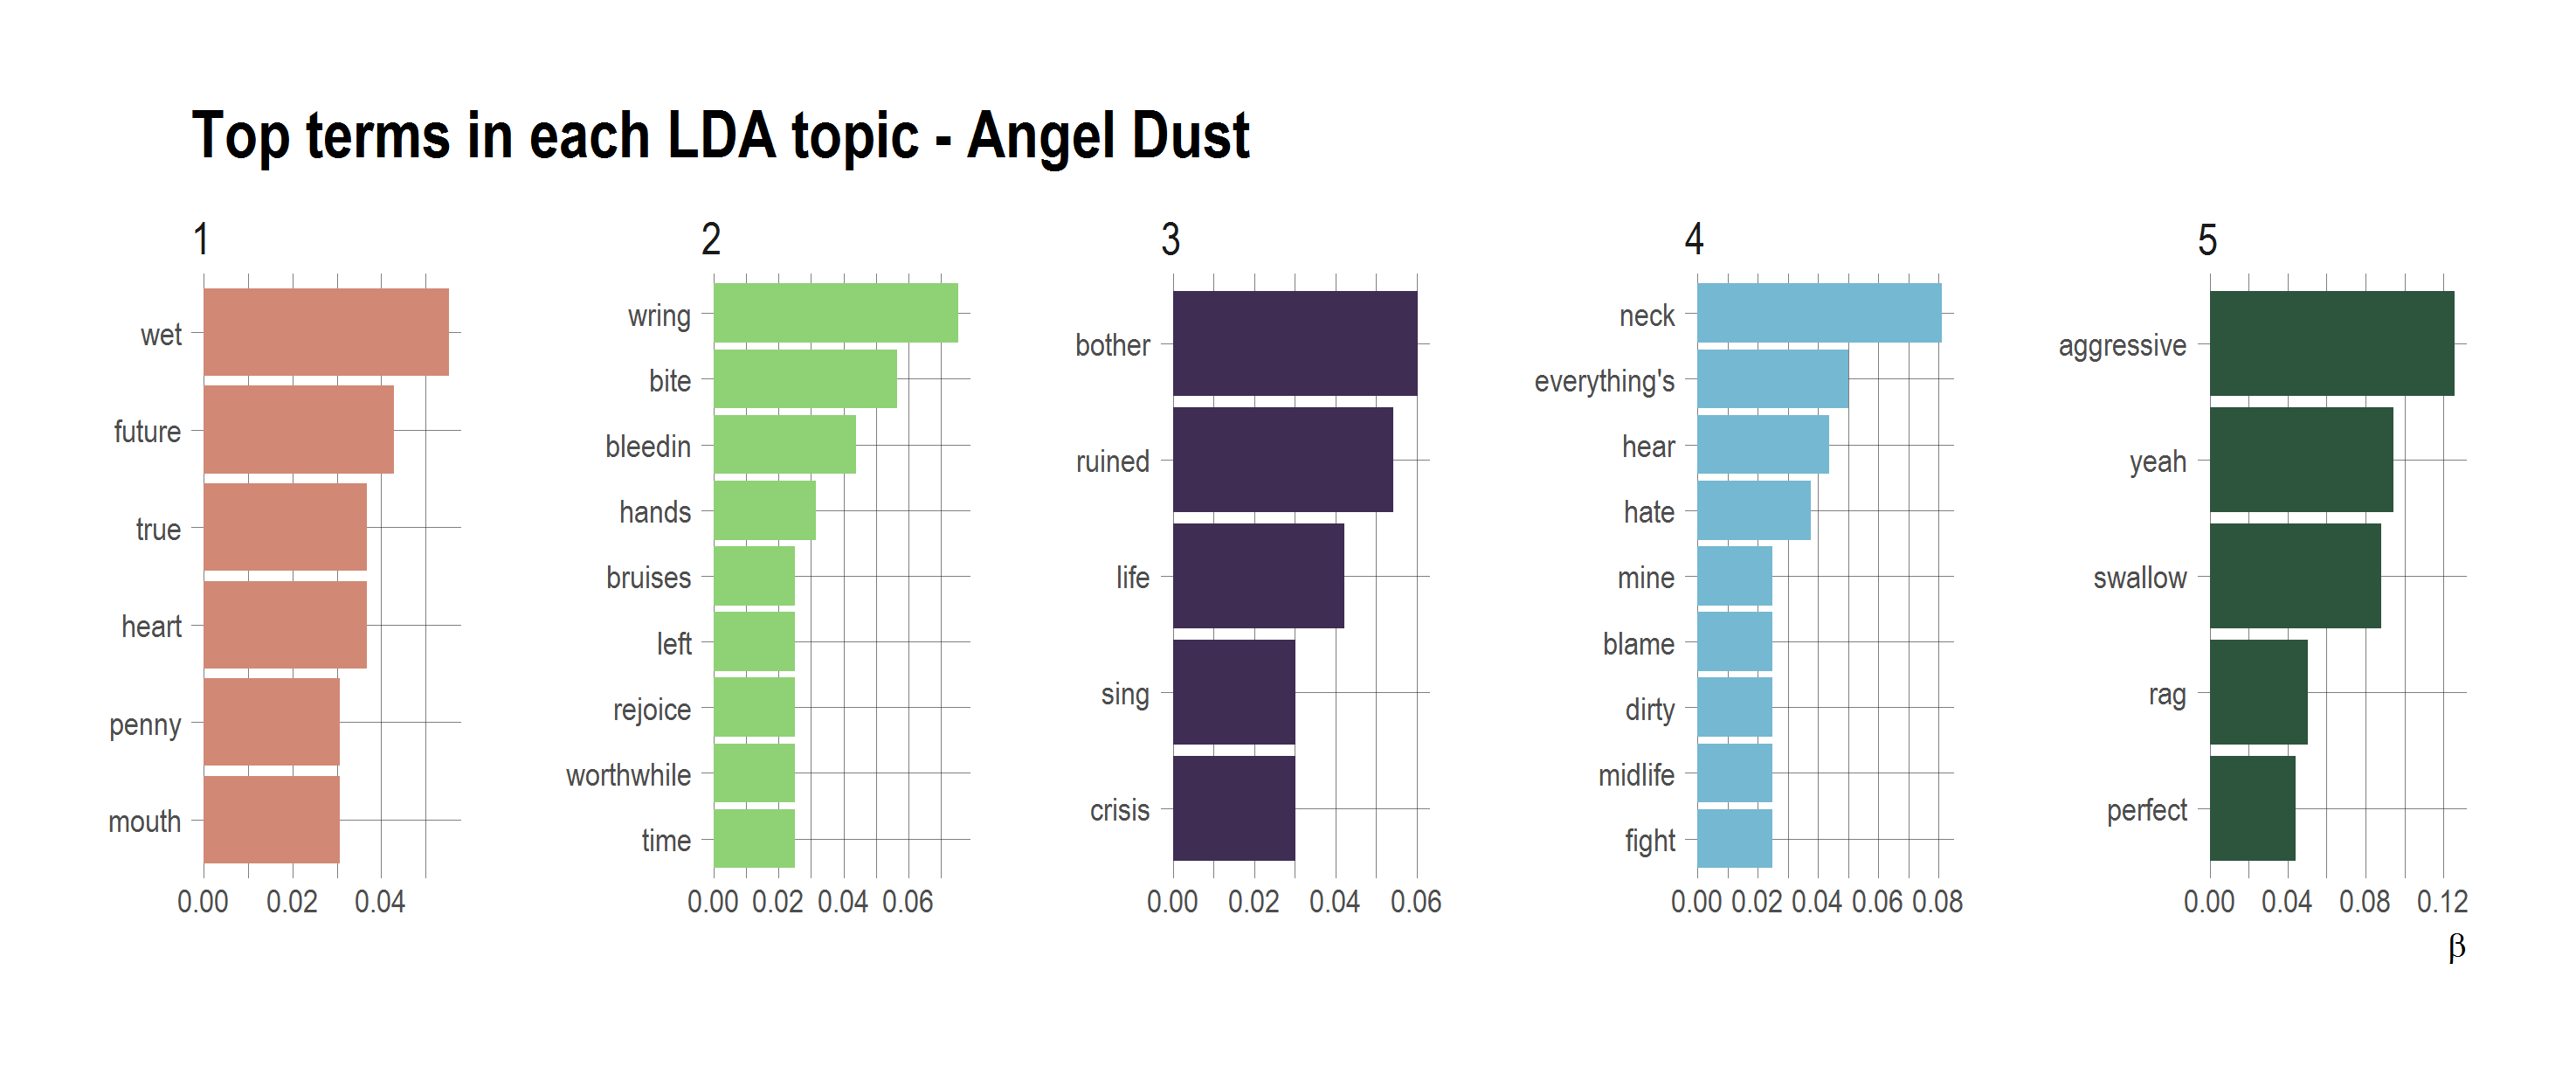 Top terms in each LDA topic - Angel Dust
1
wet
future
true
heart
penny
mouth
0.00 0.02 0.04
2
wring
bite
bleedin
hands
bruises
left
rejoice
worthwhile
time
0.00 0.02 0.04 0.06
3
bother
ruined
life
sing
crisis
0.00 0.02 0.04 0.06
4
neck
everything's
hear
hate
mine
blame
dirty
midlife
fight
0.00 0.02 0.04 0.06 0.08
5
aggressive
yeah
swallow
rag
perfect
0.00 0.04 0.08 0.12
β